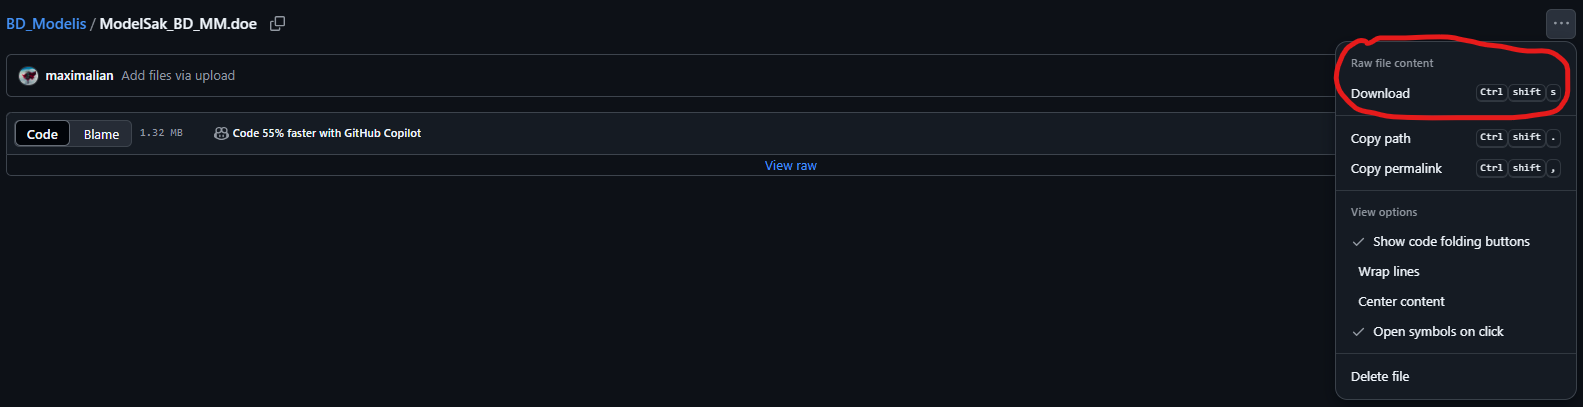 BD_Modelis / ModelSak_BD_MM.doe
maximalian Add files via upload
Code Blame 1.32 MB Code 55% faster with GitHub Copilot
View raw
Raw file content
Download Ctrl shift s
Copy path Ctrl shift .
Copy permalink Ctrl shift ,
View options
Show code folding buttons
Wrap lines
Center content
Open symbols on click
Delete file